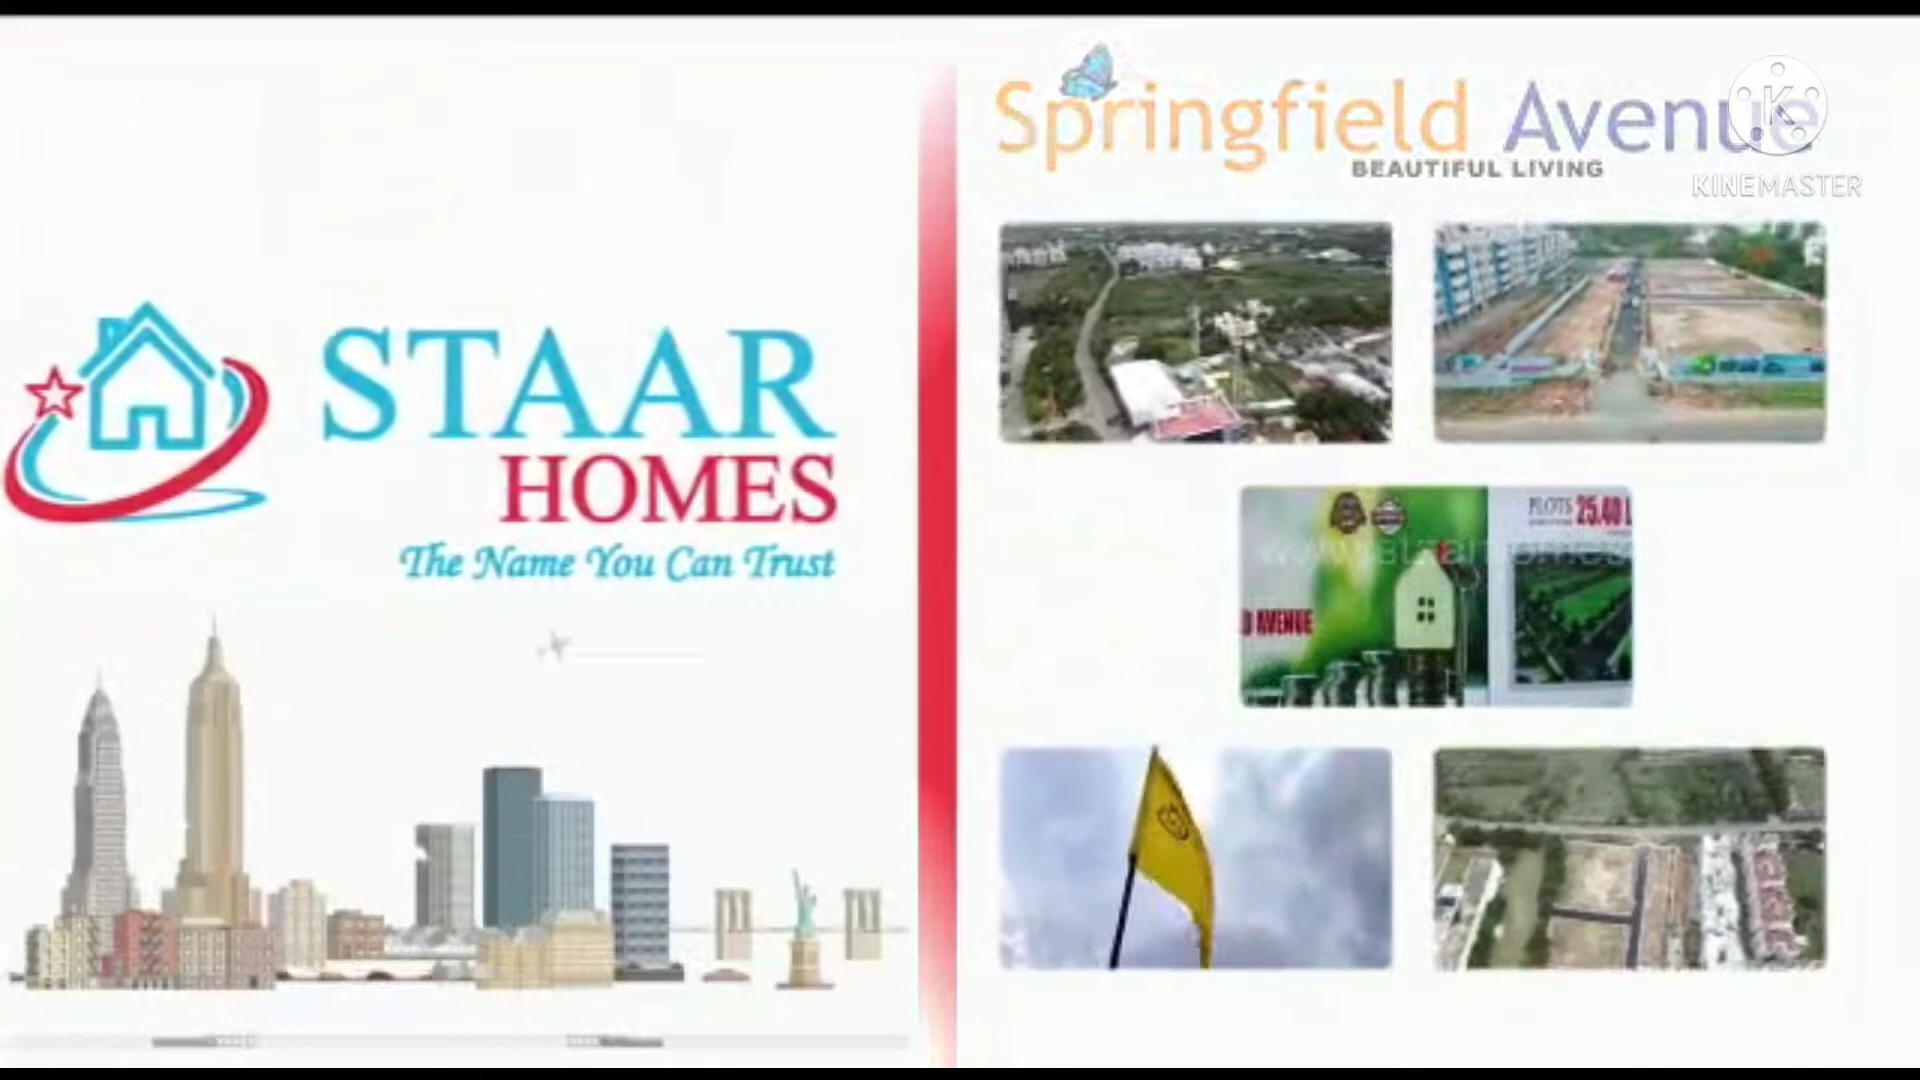 STAAR
HOMES
The Name You Can Trust
Springfield Avenue
BEAUTIFUL LIVING
KINEMASTER
PLOTS 25.40 L
D AVENUE